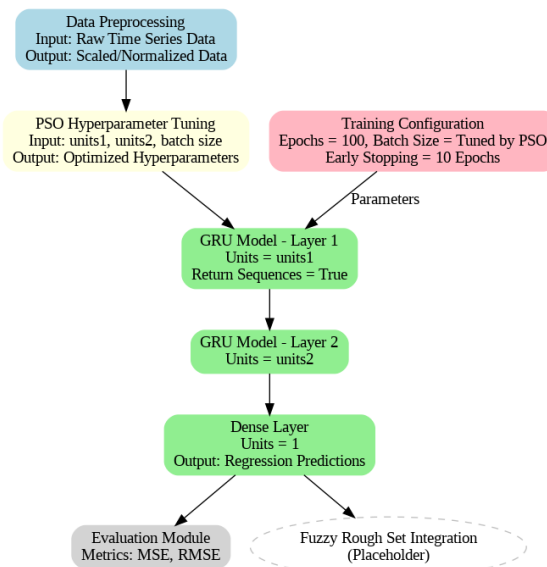 Data Preprocessing
Input: Raw Time Series Data
Output: Scaled/Normalized Data
PSO Hyperparameter Tuning
Input: units1, units2, batch size
Output: Optimized Hyperparameters
Training Configuration
Epochs = 100, Batch Size = Tuned by PSO
Early Stopping = 10 Epochs
Parameters
GRU Model - Layer 1
Units = units1
Return Sequences = True
GRU Model - Layer 2
Units = units2
Dense Layer
Units = 1
Output: Regression Predictions
Evaluation Module
Metrics: MSE, RMSE
Fuzzy Rough Set Integration
(Placeholder)